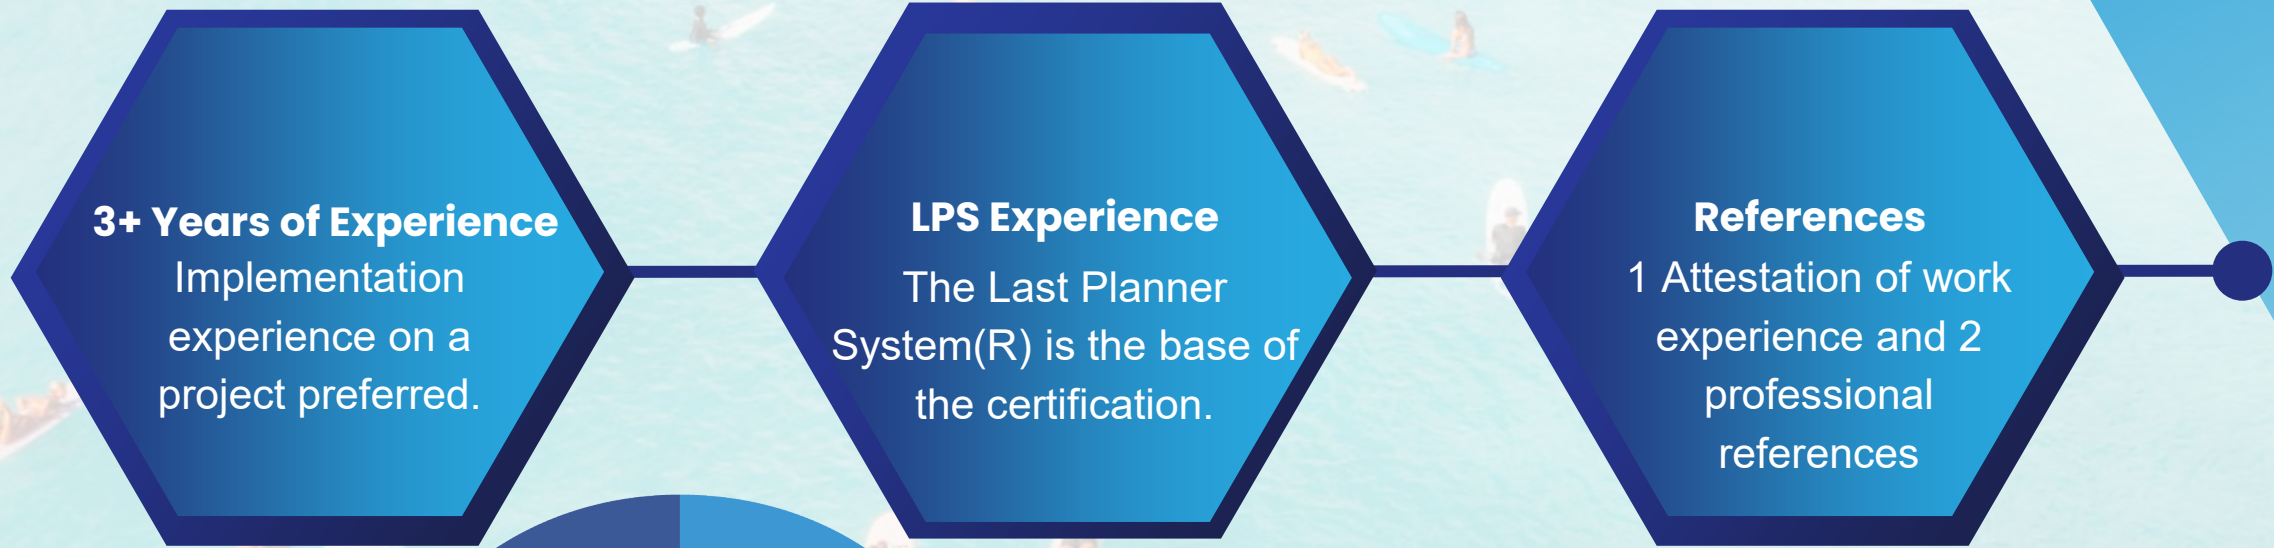 3+ Years of Experience
Implementation
experience on a
project preferred.
LPS Experience
The Last Planner
System(R) is the base of
the certification.
References
1 Attestation of work
experience and 2
professional
references